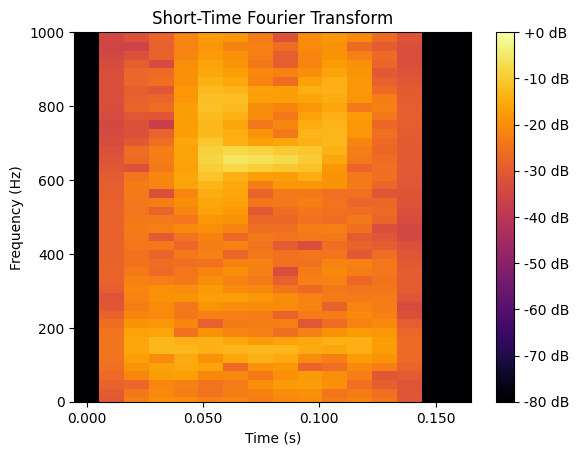 Short-Time Fourier Transform
1000
800
600
400
200
0
Frequency (Hz)
0.000
0.050
0.100
0.150
Time (s)
+0 dB
-10 dB
-20 dB
-30 dB
-40 dB
-50 dB
-60 dB
-70 dB
-80 dB